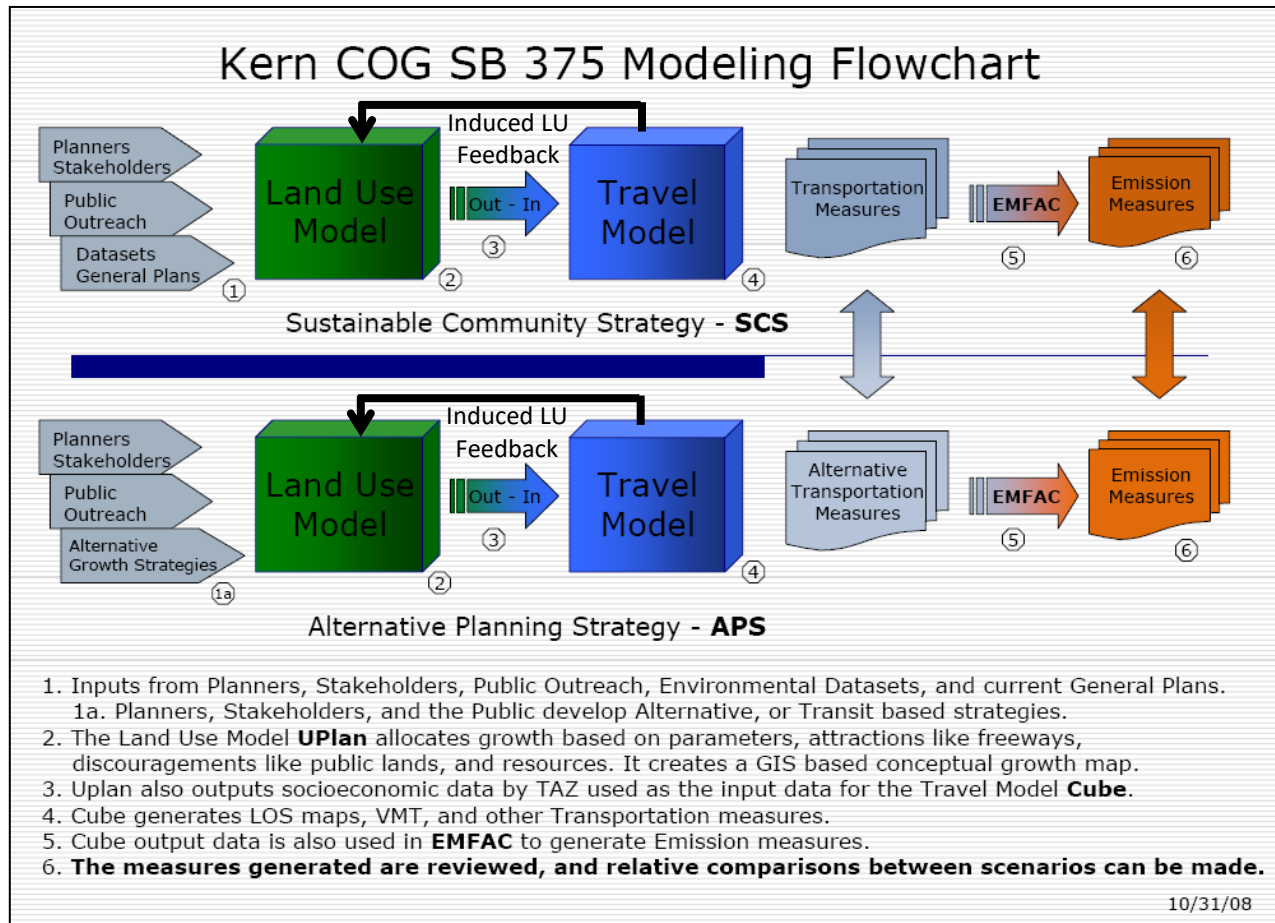 Kern COG SB 375 Modeling Flowchart
Planners
Stakeholders
Public
Outreach
Datasets
General Plans
1
Land Use
Model
2
Induced LU
Feedback
Out - In
3
Travel
Model
4
Transportation
Measures
EMFAC
5
Emission
Measures
6
Sustainable Community Strategy - SCS
Planners
Stakeholders
Public
Outreach
Alternative
Growth Strategies
1a
Land Use
Model
2
Induced LU
Feedback
Out - In
3
Travel
Model
4
Alternative
Transportation
Measures
EMFAC
5
Emission
Measures
6
Alternative Planning Strategy - APS
1. Inputs from Planners, Stakeholders, Public Outreach, Environmental Datasets, and current General Plans.
1a. Planners, Stakeholders, and the Public develop Alternative, or Transit based strategies.
2. The Land Use Model UPlan allocates growth based on parameters, attractions like freeways,
discouragements like public lands, and resources. It creates a GIS based conceptual growth map.
3. Uplan also outputs socioeconomic data by TAZ used as the input data for the Travel Model Cube.
4. Cube generates LOS maps, VMT, and other Transportation measures.
5. Cube output data is also used in EMFAC to generate Emission measures.
6. The measures generated are reviewed, and relative comparisons between scenarios can be made.
10/31/08